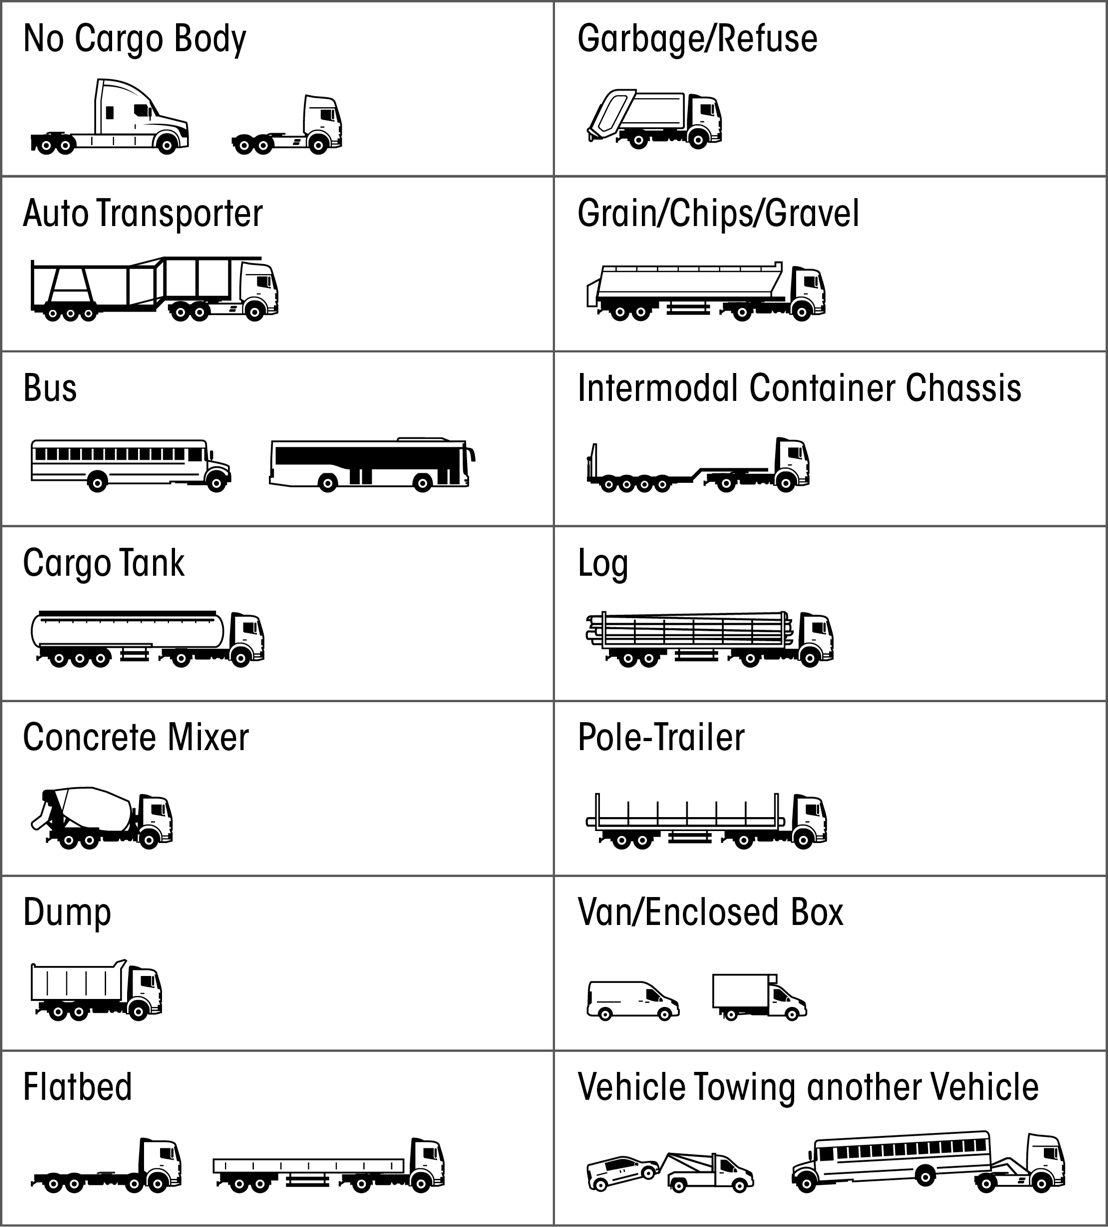 No Cargo Body
Garbage/Refuse
Auto Transporter
Grain/Chips/Gravel
Bus
Intermodal Container Chassis
Cargo Tank
Log
Concrete Mixer
Pole-Trailer
Dump
Van/Enclosed Box
Flatbed
Vehicle Towing another Vehicle